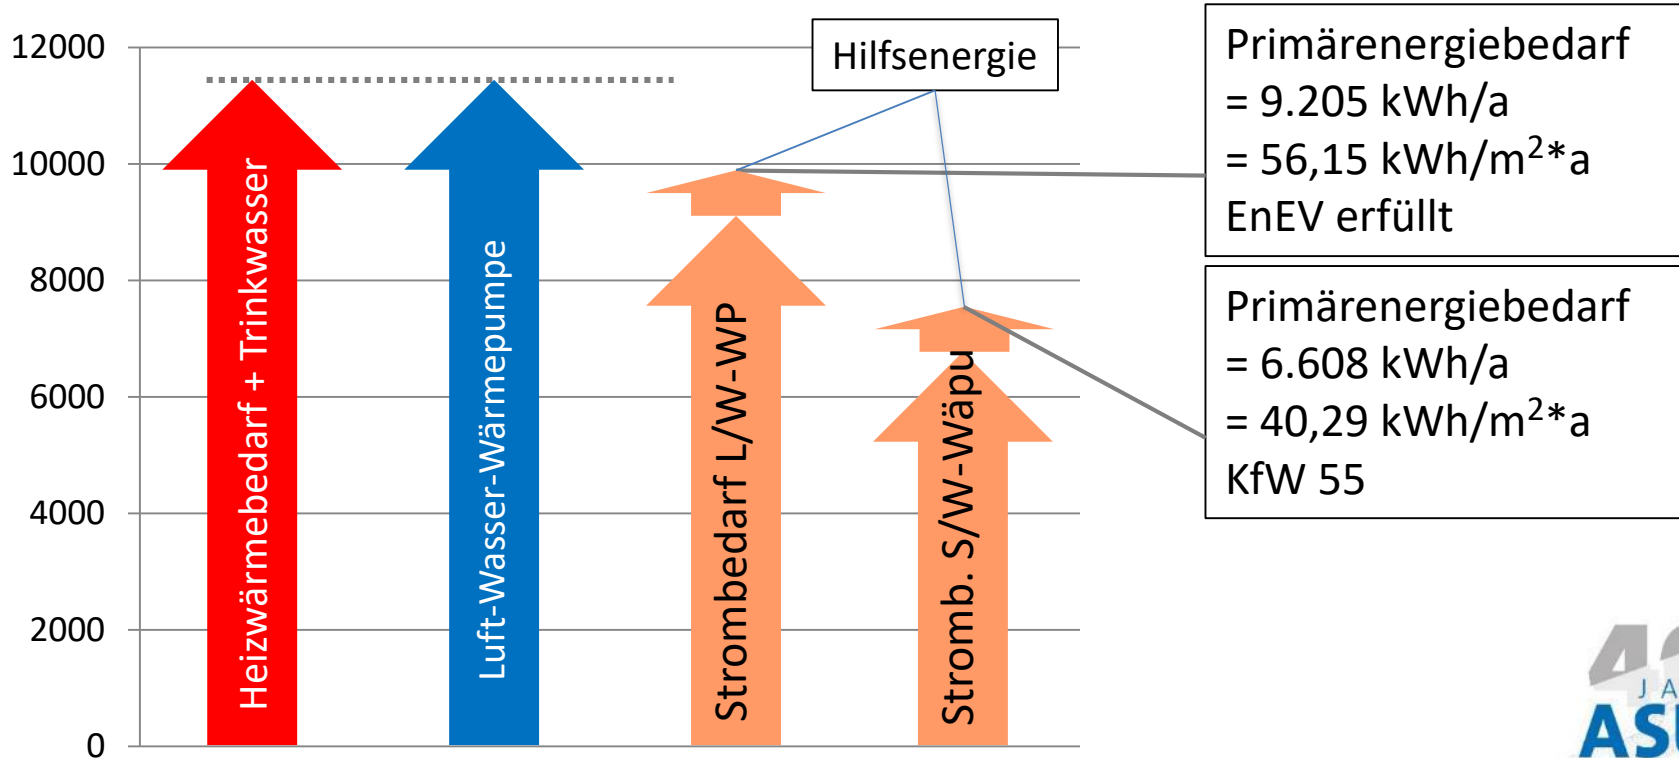 12000
10000
8000
6000
4000
2000
0
Heizwärmebedarf + Trinkwasser
Luft-Wasser-Wärmepumpe
Strombedarf L/W-WP
Stromb. S/W-Wäpu
Hilfsenergie
Primärenergiebedarf
= 9.205 kWh/a
= 56,15 kWh/m²*a
EnEV erfüllt
Primärenergiebedarf
= 6.608 kWh/a
= 40,29 kWh/m²*a
KfW 55